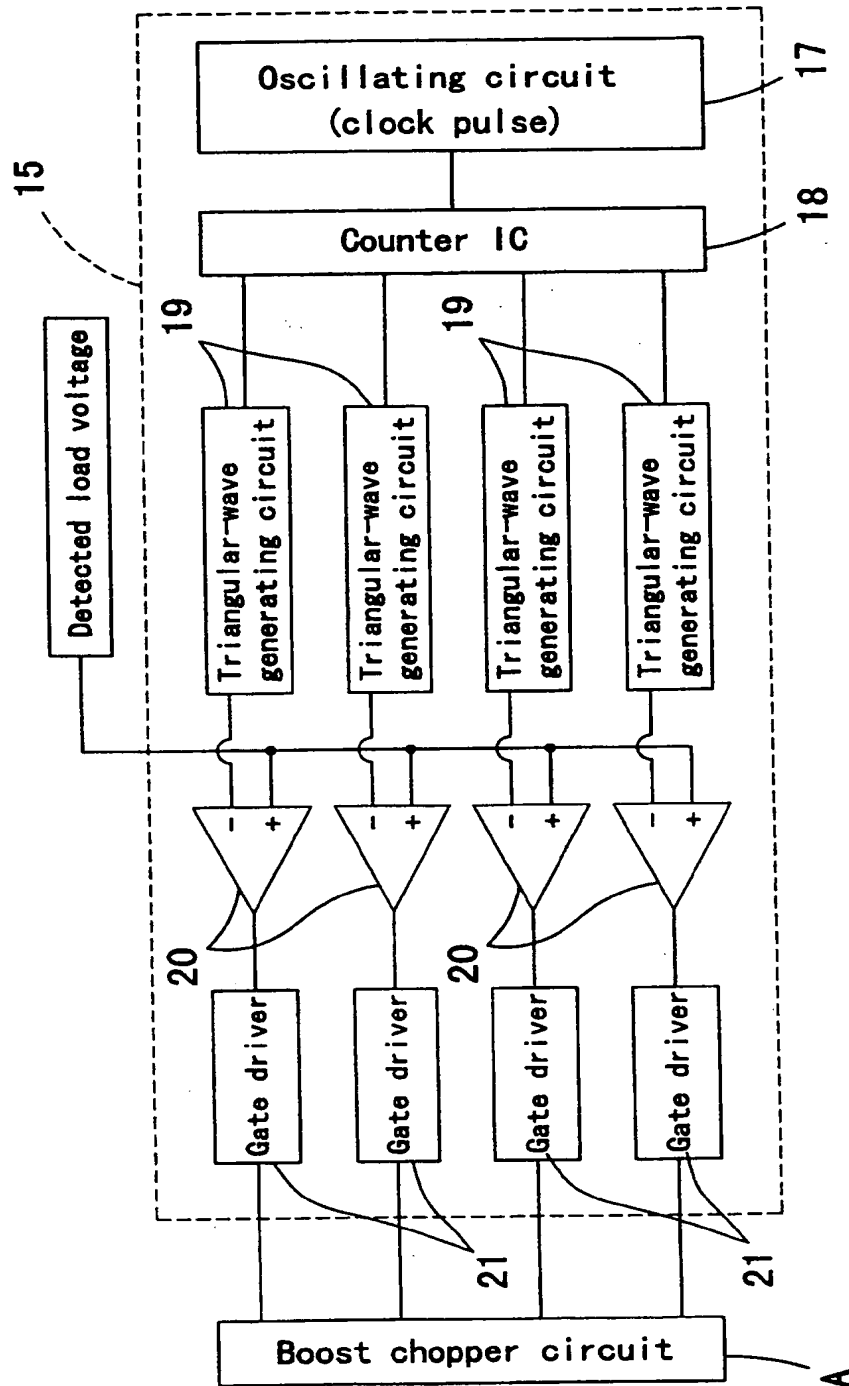 15
Detected load voltage
Oscillating circuit
(clock pulse)
17
Counter IC
18
19
19
Triangular-wave
generating circuit
Triangular-wave
generating circuit
Triangular-wave
generating circuit
Triangular-wave
generating circuit
-
+
-
+
-
+
-
+
20
20
Gate driver
Gate driver
Gate driver
Gate driver
21
21
Boost chopper circuit
A